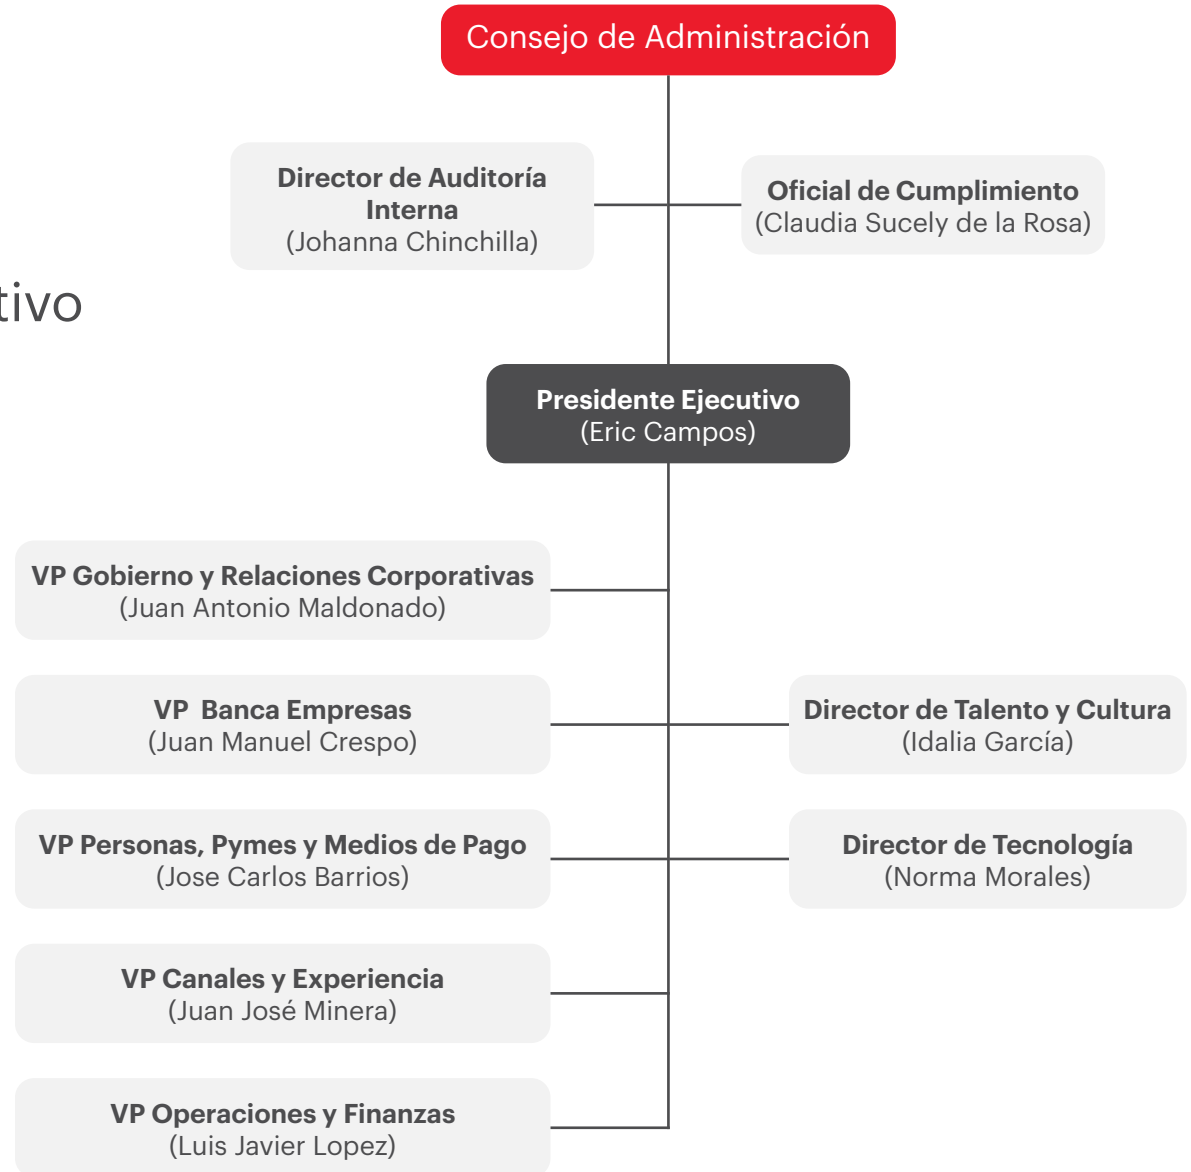 Consejo de Administración
Director de Auditoría
Interna
(Johanna Chinchilla)
Oficial de Cumplimiento
(Claudia Sucely de la Rosa)
tivo
Presidente Ejecutivo
(Eric Campos)
VP Gobierno y Relaciones Corporativas
(Juan Antonio Maldonado)
VP  Banca Empresas
(Juan Manuel Crespo)
Director de Talento y Cultura
(Idalia García)
VP Personas, Pymes y Medios de Pago
(Jose Carlos Barrios)
Director de Tecnología
(Norma Morales)
VP Canales y Experiencia
(Juan José Minera)
VP Operaciones y Finanzas
(Luis Javier Lopez)